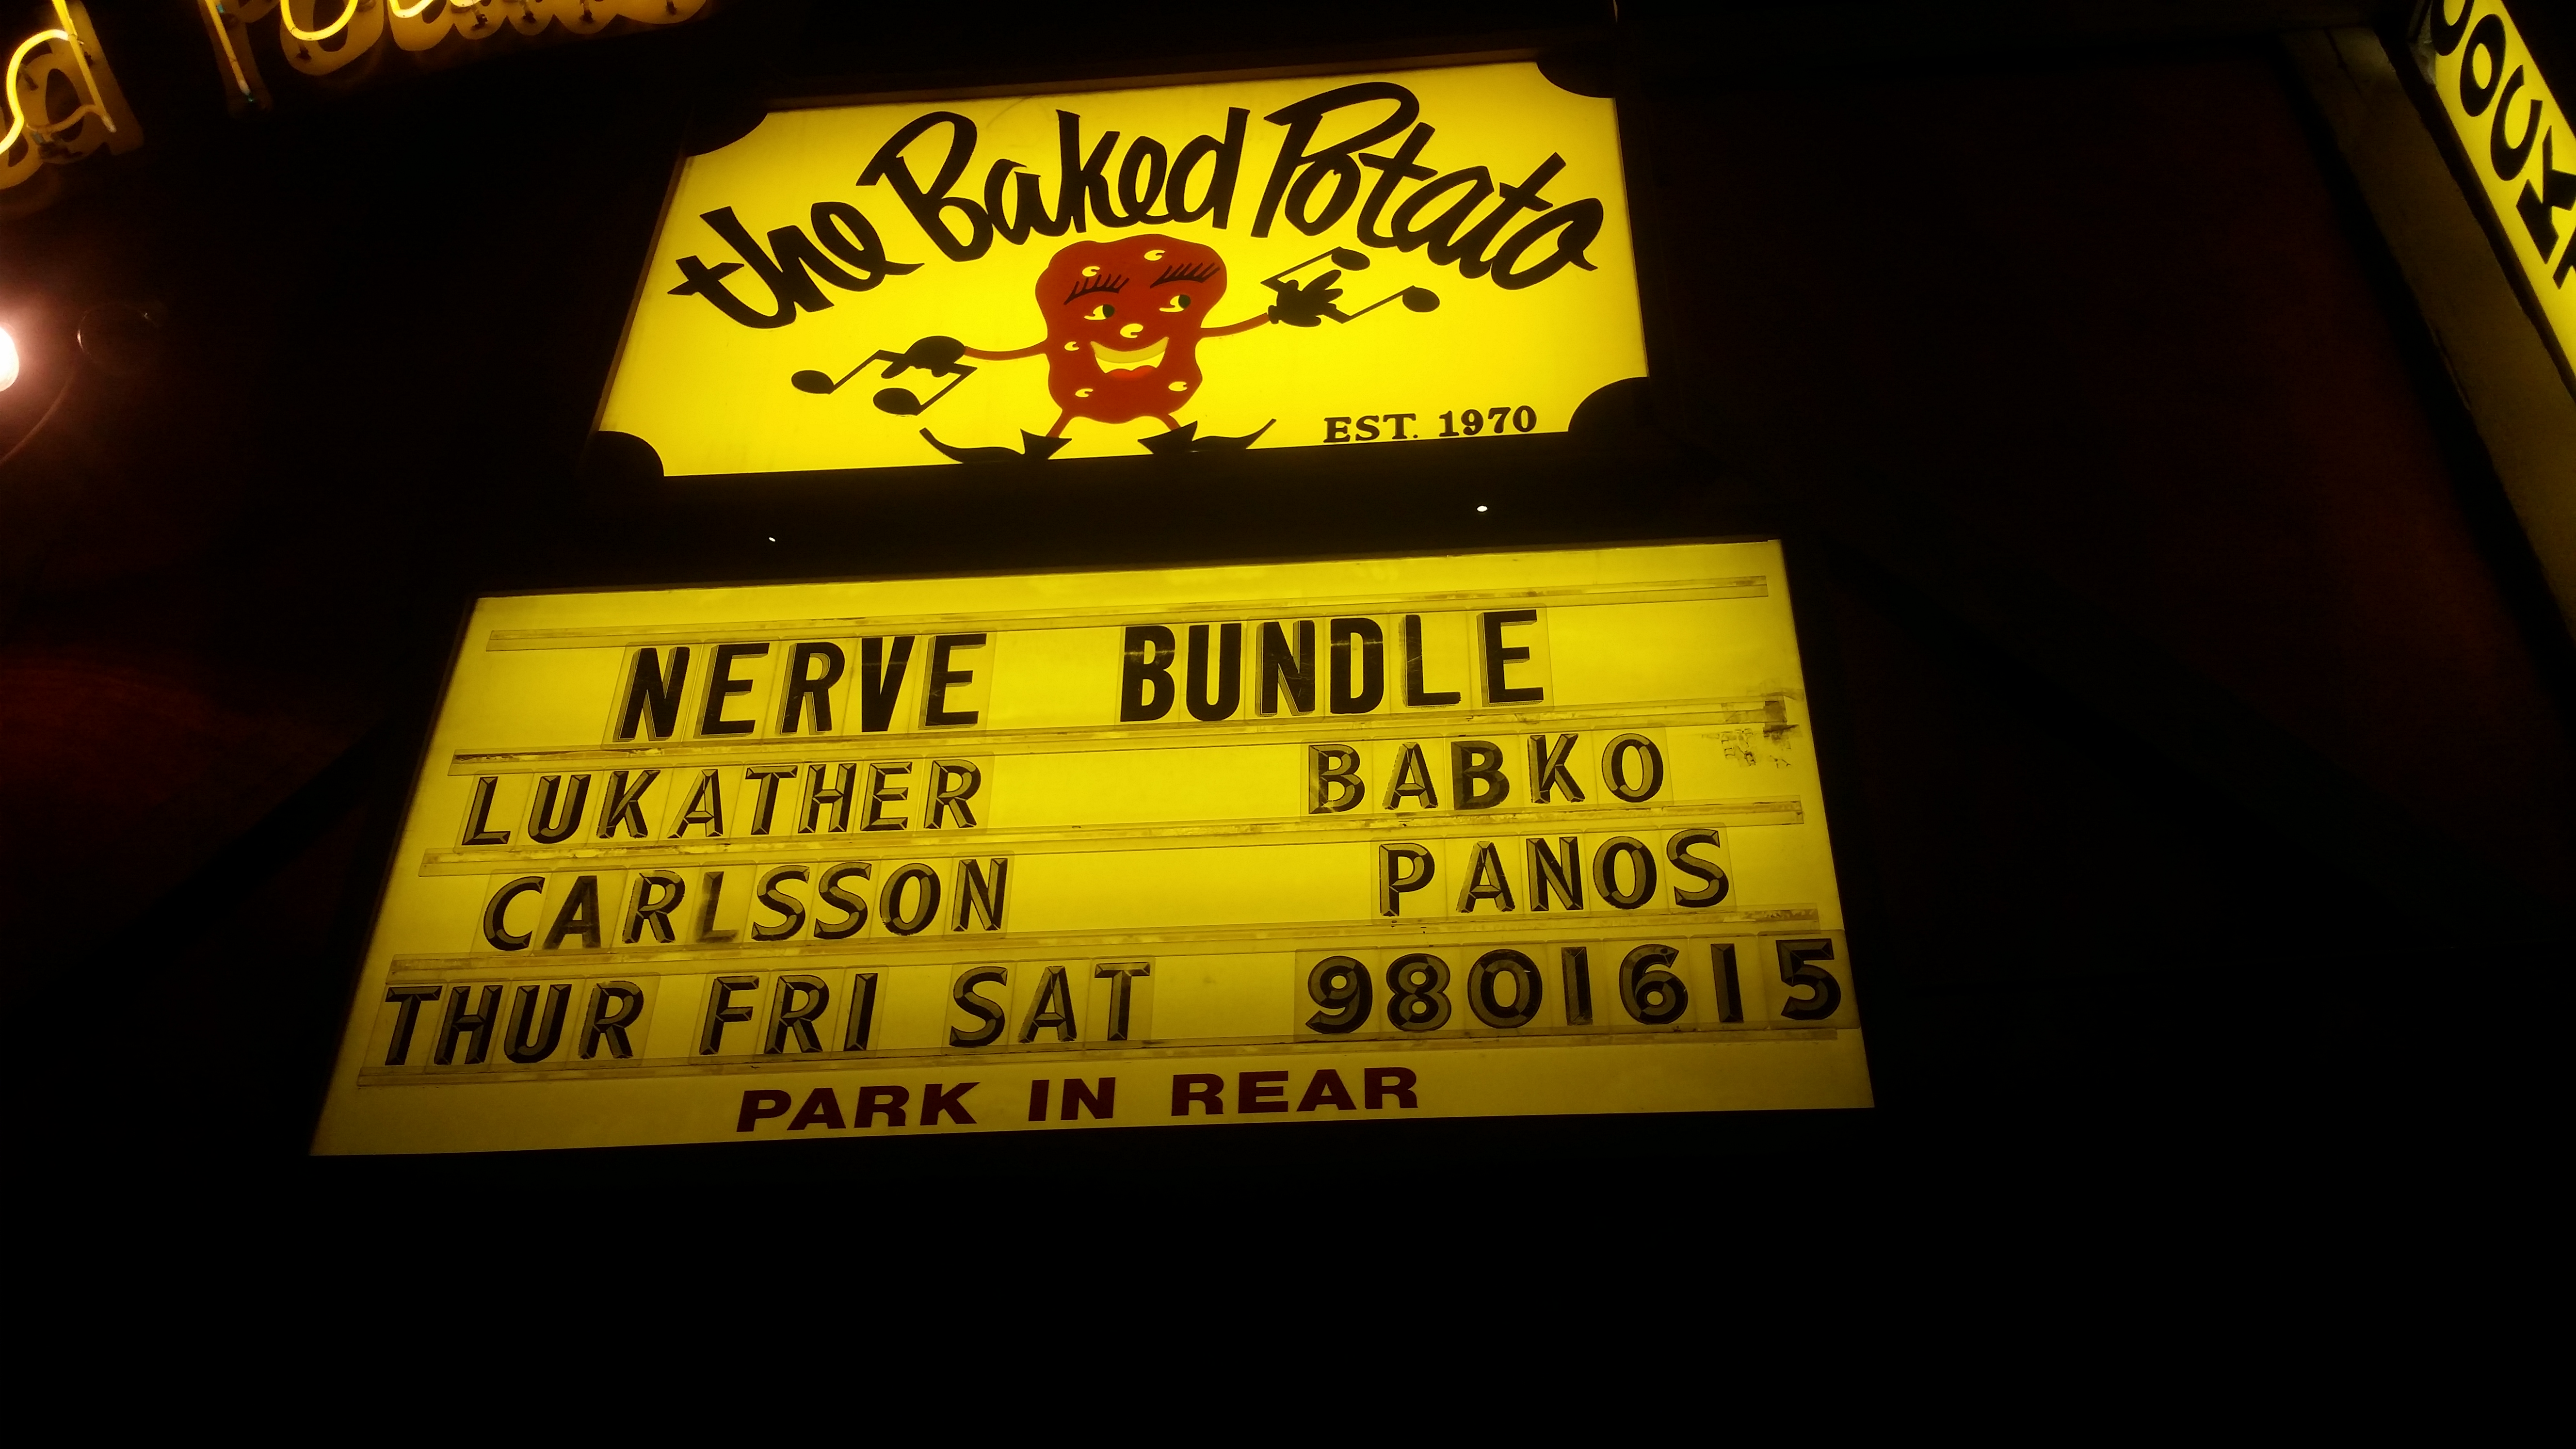 the Baked Potato
EST. 1970
NERVE BUNDLE
LUKATHER BABKO
CARLSSON PANOS
THUR FRI SAT 9801615
PARK IN REAR